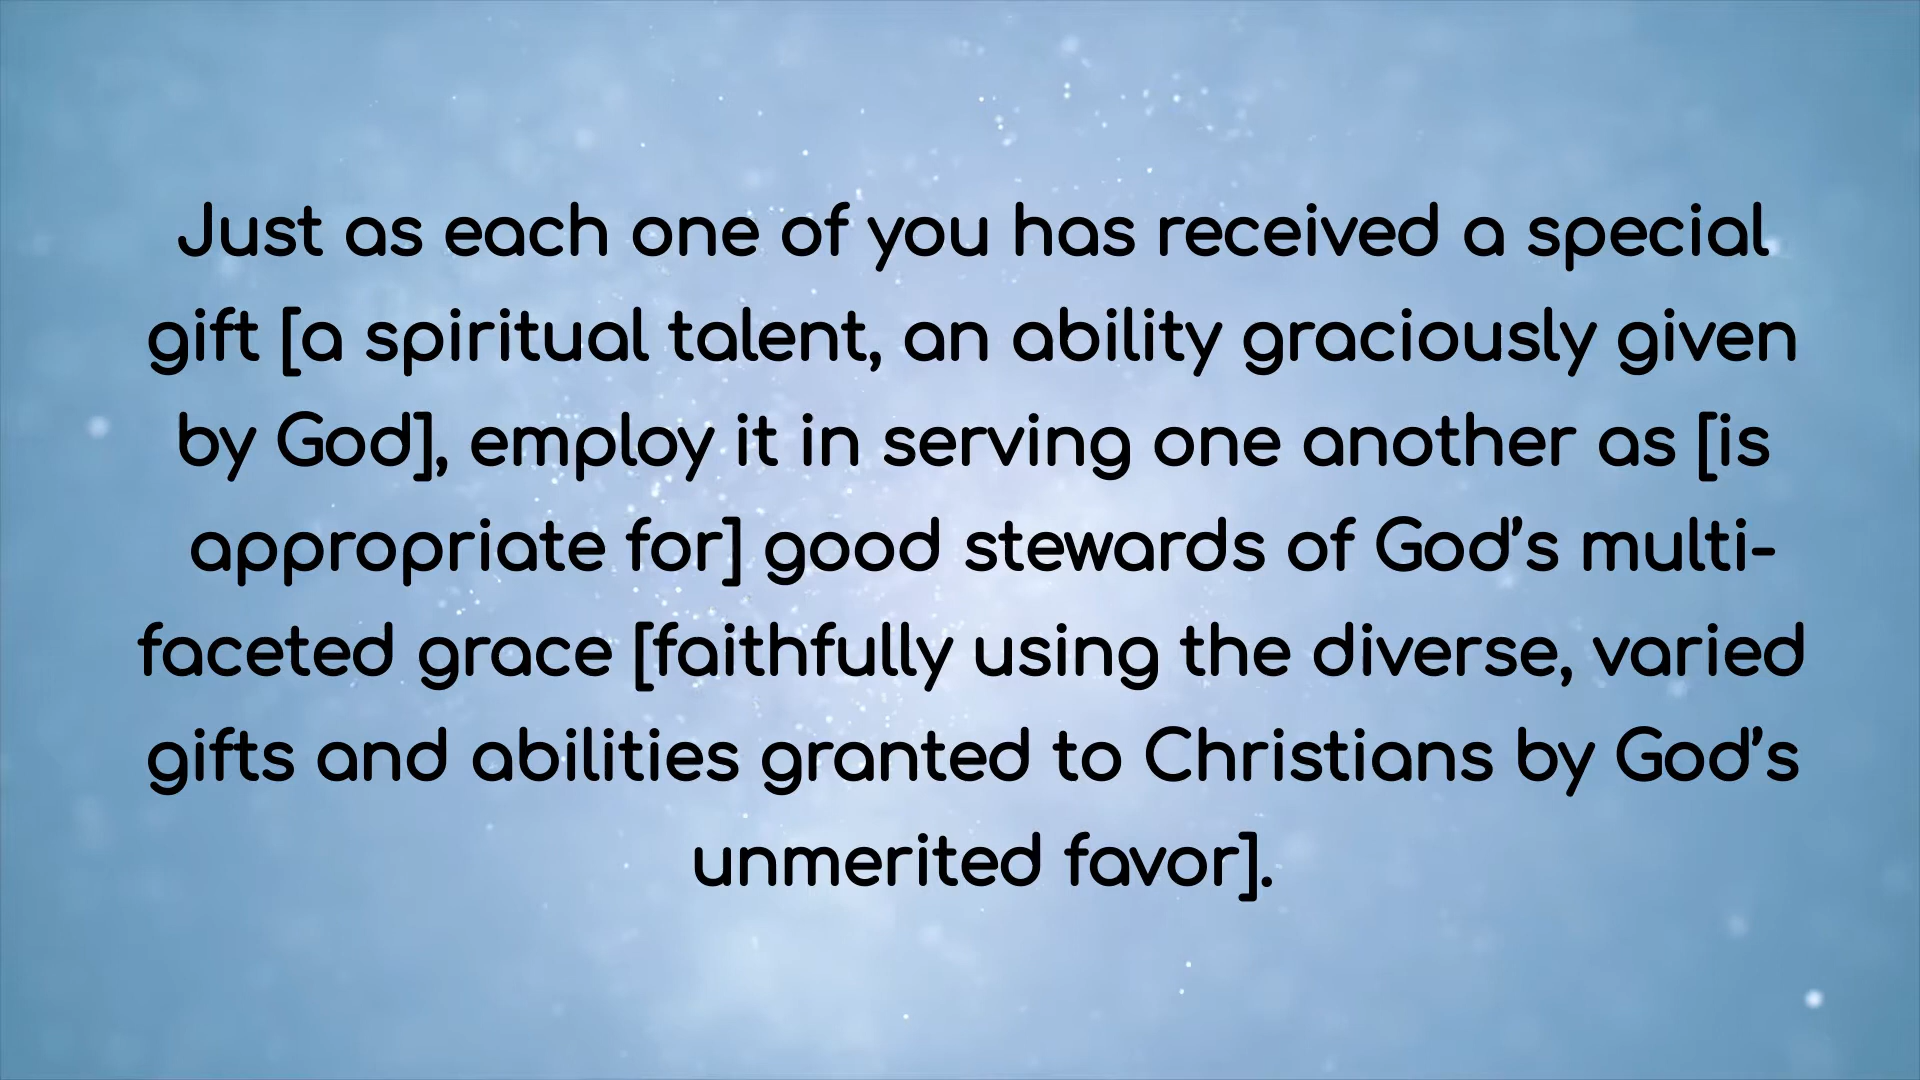 Just as each one of you has received a special
gift [a spiritual talent, an ability graciously given
by God], employ it in serving one another as [is
appropriate for] good stewards of God’s multi-
faceted grace [faithfully using the diverse, varied
gifts and abilities granted to Christians by God’s
unmerited favor].